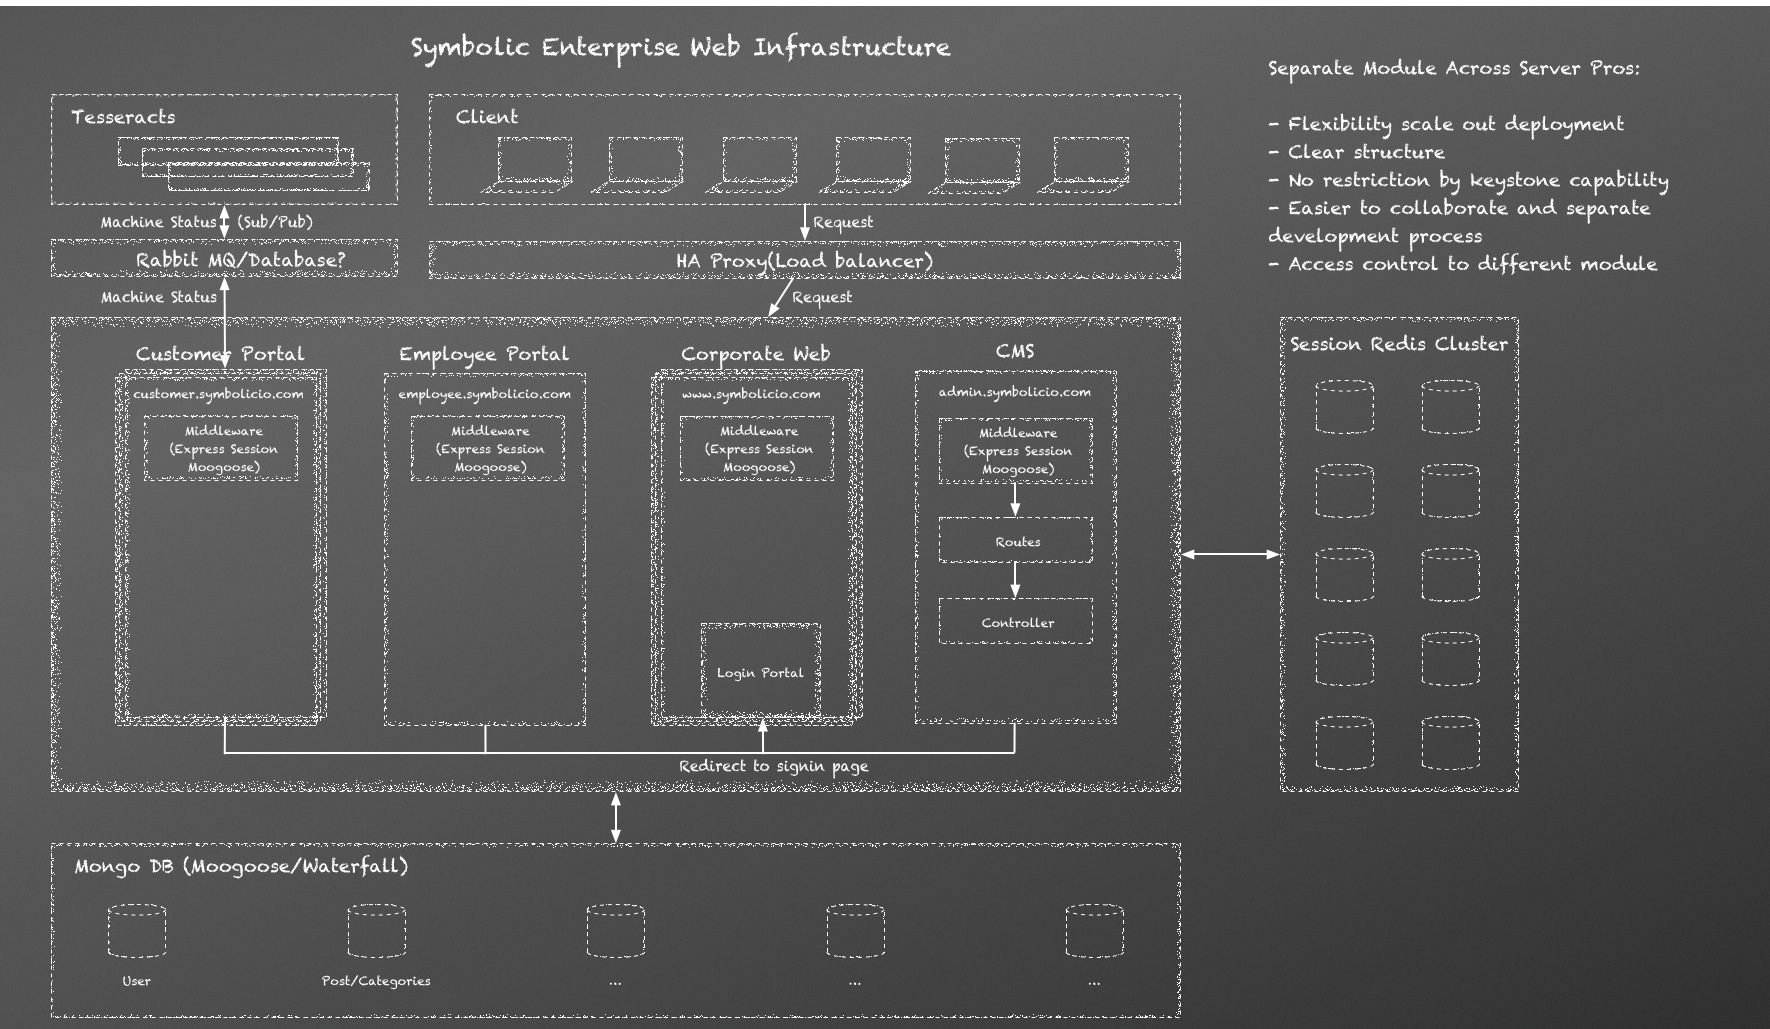 Symbolic Enterprise Web Infrastructure
Separate Module Across Server Pros:
- Flexibility scale out deployment
- Clear structure
- No restriction by keystone capability
- Easier to collaborate and separate
development process
- Access control to different module
Tesseracts
Client
Machine Status (Sub/Pub)
Request
Rabbit MQ/Database?
HA Proxy(Load balancer)
Machine Status
Request
Customer Portal
customer.symbolicio.com
Middleware
(Express Session
Moogoose)
Employee Portal
employee.symbolicio.com
Middleware
(Express Session
Moogoose)
Corporate Web
www.symbolicio.com
Middleware
(Express Session
Moogoose)
Login Portal
CMS
admin.symbolicio.com
Middleware
(Express Session
Moogoose)
Routes
Controller
Redirect to signin page
Session Redis Cluster
Mongo DB (Moogoose/Waterfall)
User
Post/Categories
...
...
...